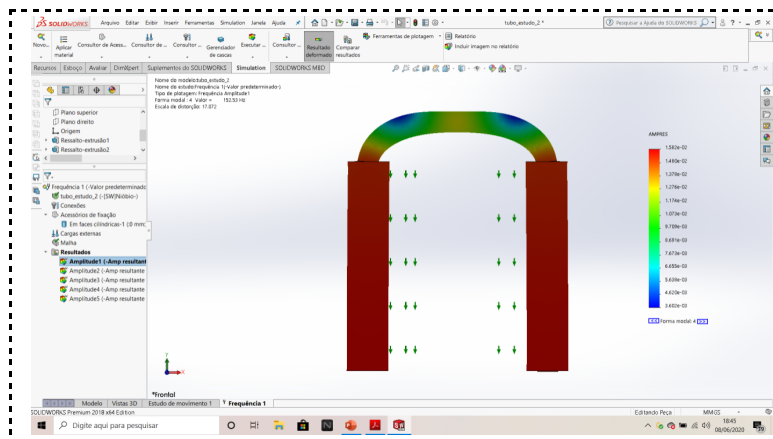 SOLIDWORKS Arquivo Editar Exibir Inserir Ferramentas Simulation Janela Ajuda
tubo_estudo_2 *
Pesquisar a Ajuda do SOLIDWORKS
Novo... Aplicar material Consultor de Acess... Consultor de ... Consultor ... Gerenciador de cascas Executar ... Consultor ... Resultado deformado Comparar resultados
Ferramentas de plotagem
Relatório
Induir imagem no relatório
Recursos Esboço Avaliar DimXpert Suplementos do SOLIDWORKS Simulation SOLIDWORKS MBD
Nome do modelo:tubo_estudo_2
Nome do estudo:Frequência 1(-Valor predeterminado-)
Tipo de plotagem: Frequência Amplitude1
Forma modal : 4 Valor = 152,93 Hz
Escala de distorção: 17.072
Plano superior
Plano direito
Origem
Ressalto-extrusão1
Ressalto-extrusão2
Frequência 1 (-Valor predeterminado
tubo_estudo_2 (-[SW]Nióbio-)
Conexões
Acessórios de fixação
Em faces cilíndricas-1 (:0 mm:
Cargas externas
Malha
Resultados
Amplitude1 (-Amp resultant
Amplitude2 (-Amp resultante
Amplitude3 (-Amp resultante
Amplitude4 (-Amp resultante
Amplitude5 (-Amp resultante
AMPRES
1.582e-02
1.480e-02
1.378e-02
1.276e-02
1.174e-02
1.073e-02
9.709e-03
8.691e-03
7.673e-03
6.655e-03
5.638e-03
4.620e-03
3.602e-03
<< Forma modal: 4 >>
Y
X
*Frontal
Modelo Vistas 3D Estudo de movimento 1 Frequência 1
SOLIDWORKS Premium 2018 x64 Edition
Editando Peça MMGS
Digite aqui para pesquisar
18:45
08/06/2020